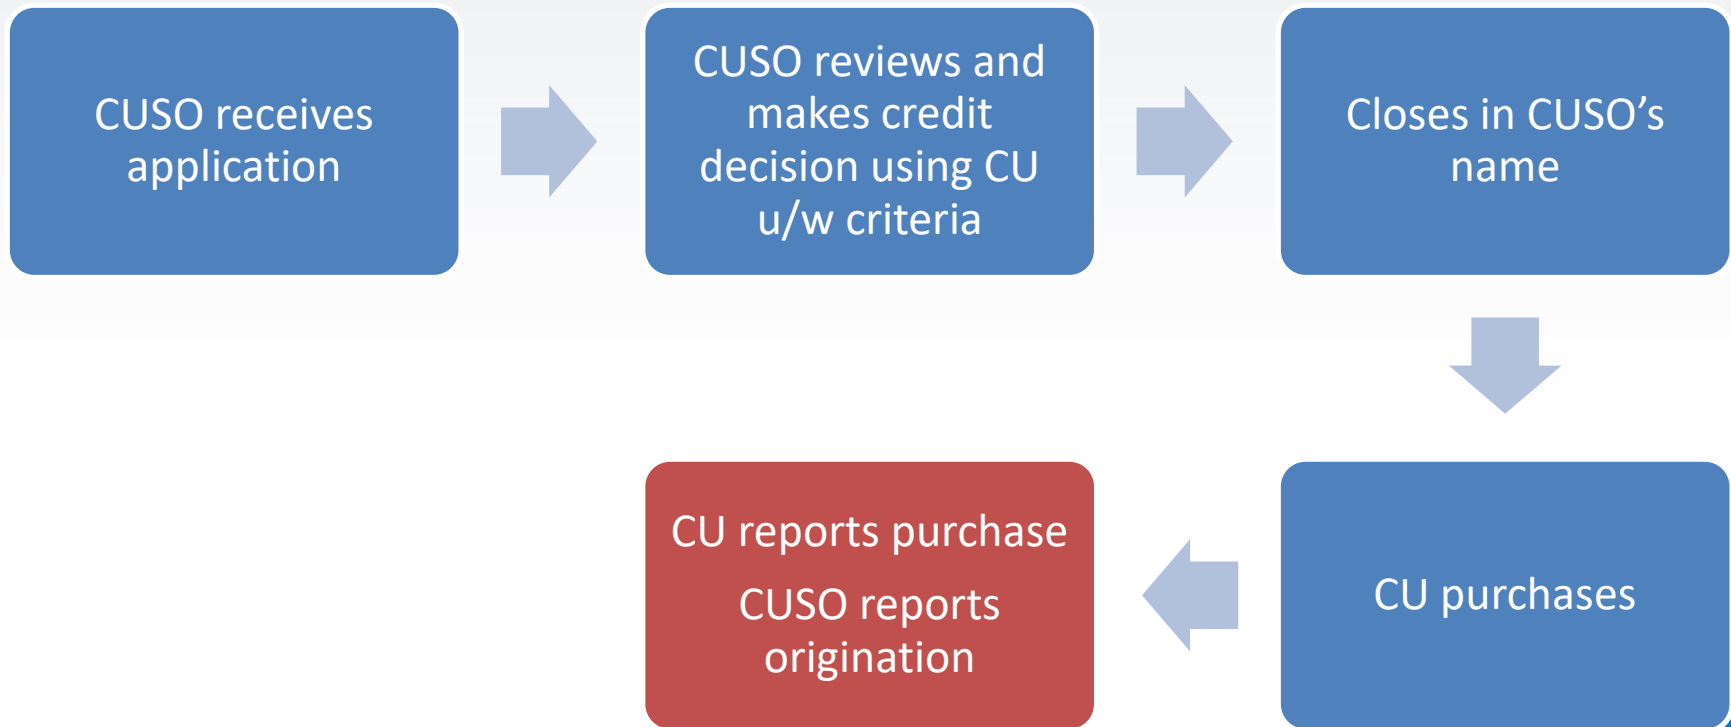 CUSO receives
application
CUSO reviews and
makes credit
decision using CU
u/w criteria
Closes in CUSO’s
name
CU purchases
CU reports purchase
CUSO reports
origination